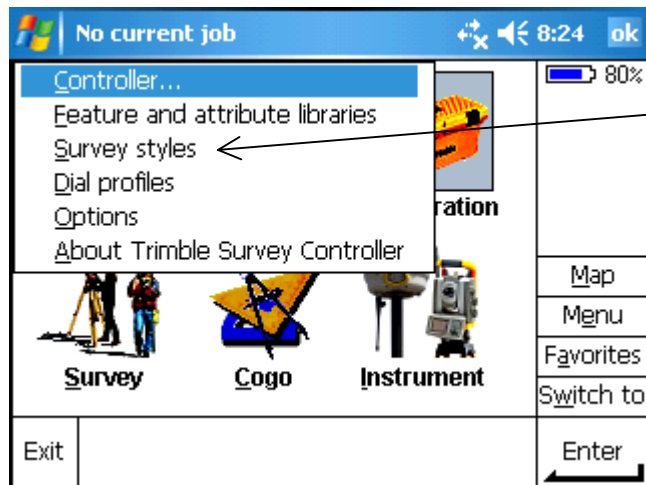 No current job 8:24 ok
Controller...
80%
Feature and attribute libraries
Survey styles
Dial profiles
Options
ration
About Trimble Survey Controller
Map
Menu
Favorites
Survey Cogo Instrument
Switch to
Exit
Enter